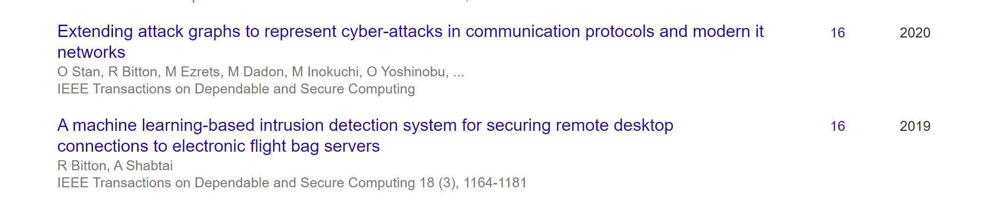 Extending attack graphs to represent cyber-attacks in communication protocols and modern it 16 2020
networks
O Stan, R Bitton, M Ezrets, M Dadon, M Inokuchi, O Yoshinobu, ...
IEEE Transactions on Dependable and Secure Computing
A machine learning-based intrusion detection system for securing remote desktop 16 2019
connections to electronic flight bag servers
R Bitton, A Shabtai
IEEE Transactions on Dependable and Secure Computing 18 (3), 1164-1181